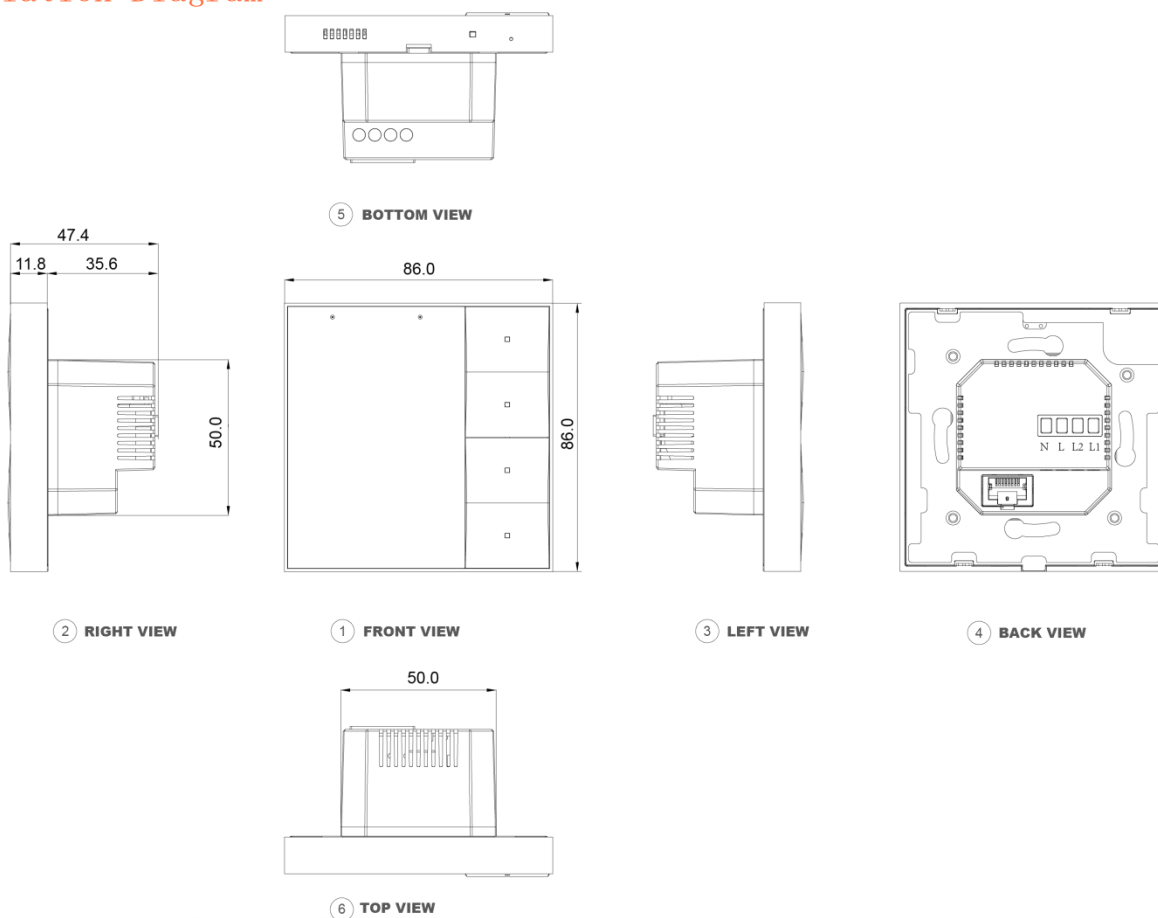 Diagram
5 BOTTOM VIEW
47.4
11.8 35.6
86.0
50.0
86.0
N L L2 L1
2 RIGHT VIEW
1 FRONT VIEW
3 LEFT VIEW
4 BACK VIEW
50.0
6 TOP VIEW